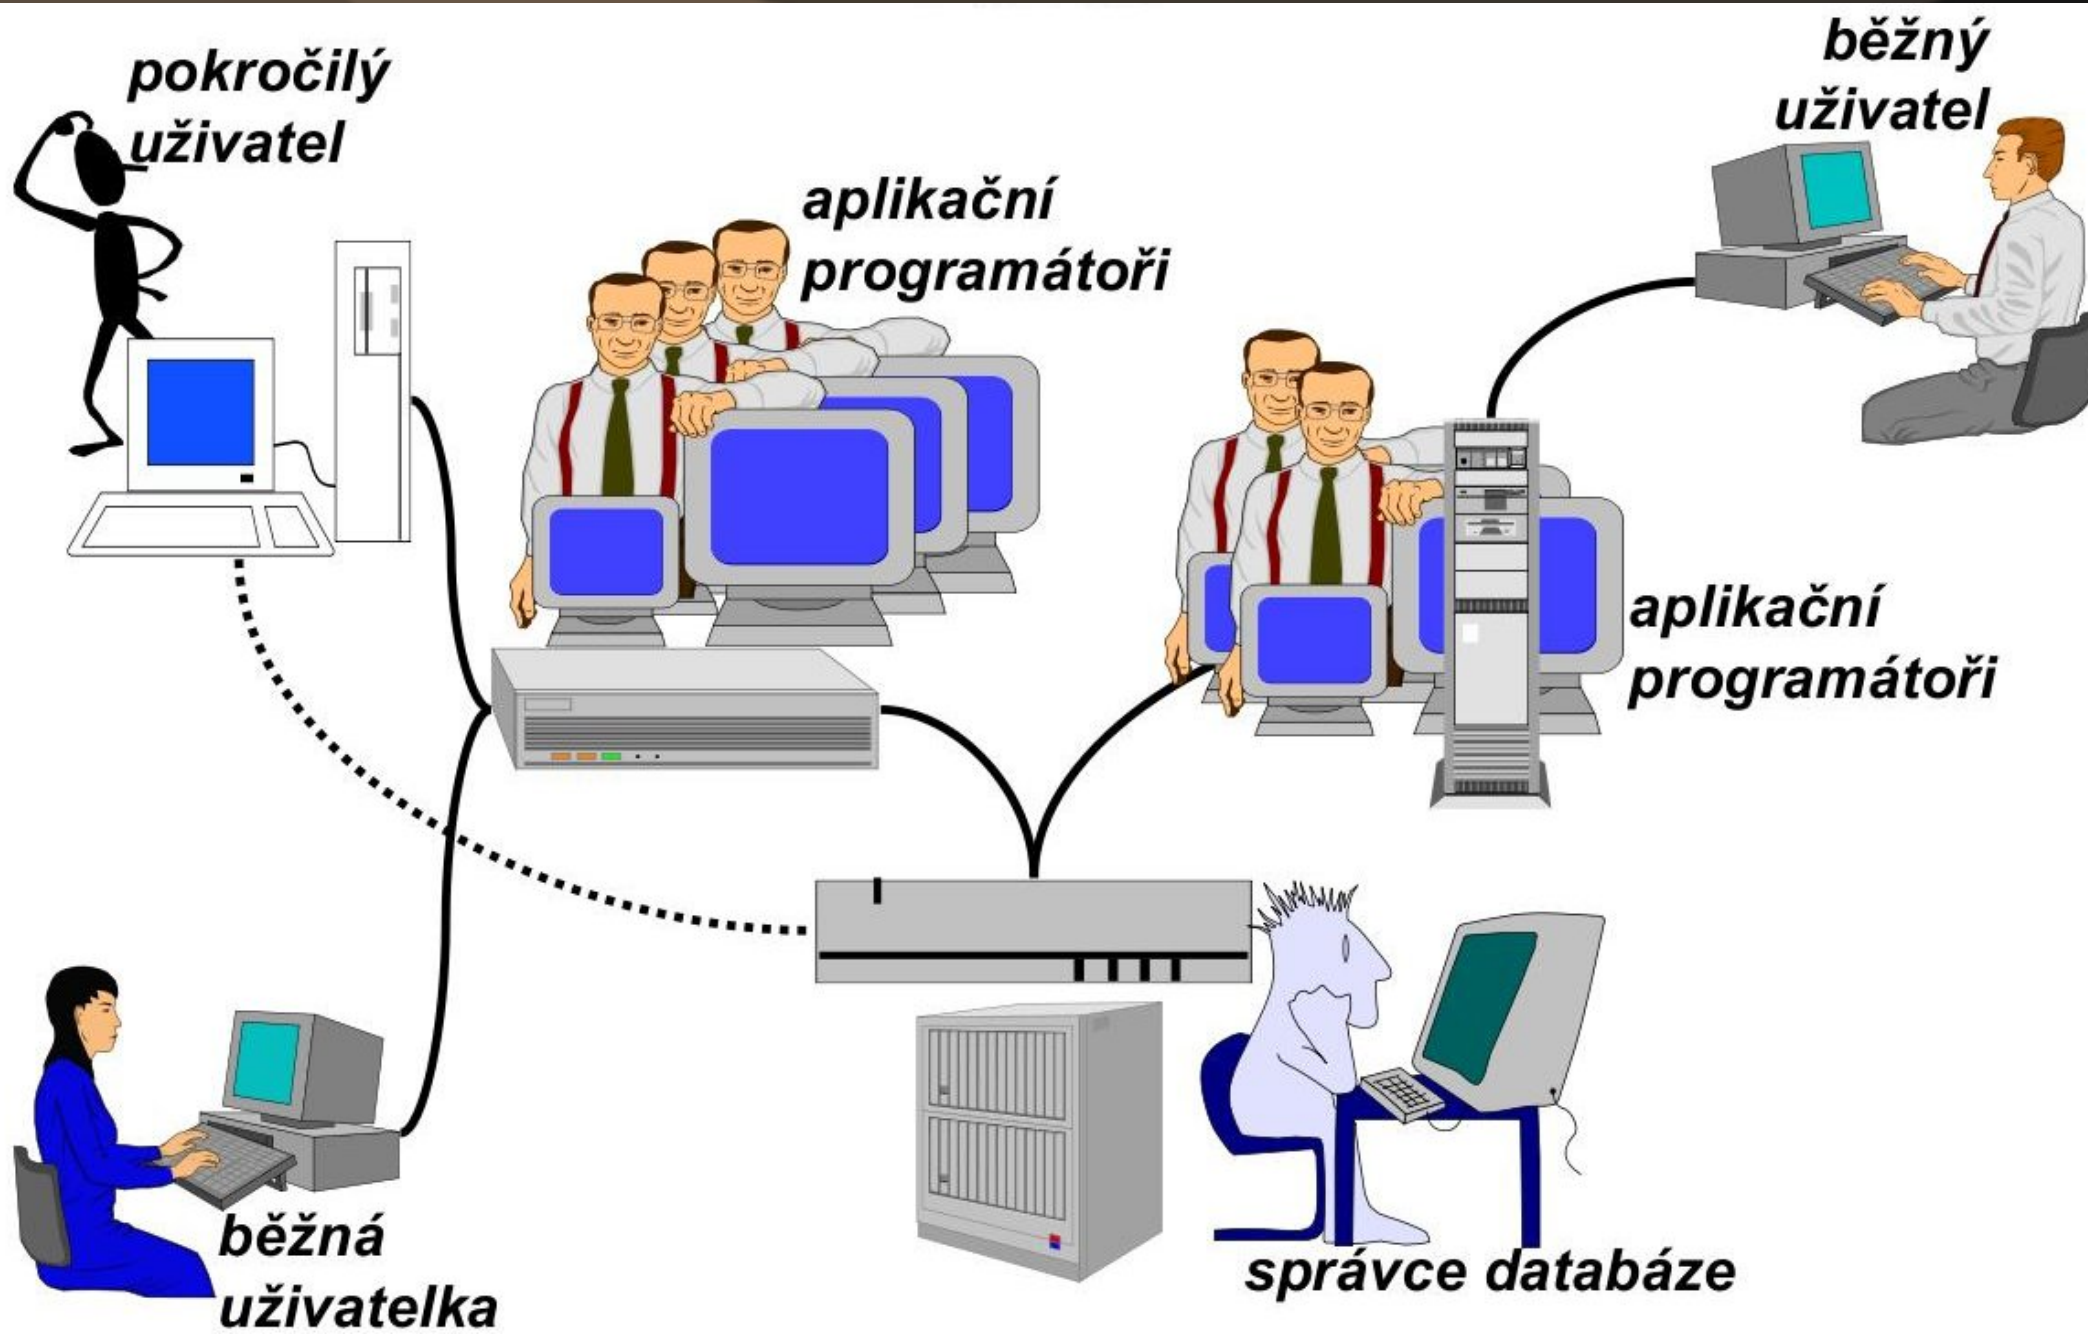 pokročilý
uživatel
běžný
uživatel
aplikační
programátoři
aplikační
programátoři
běžná
uživatelka
správce databáze